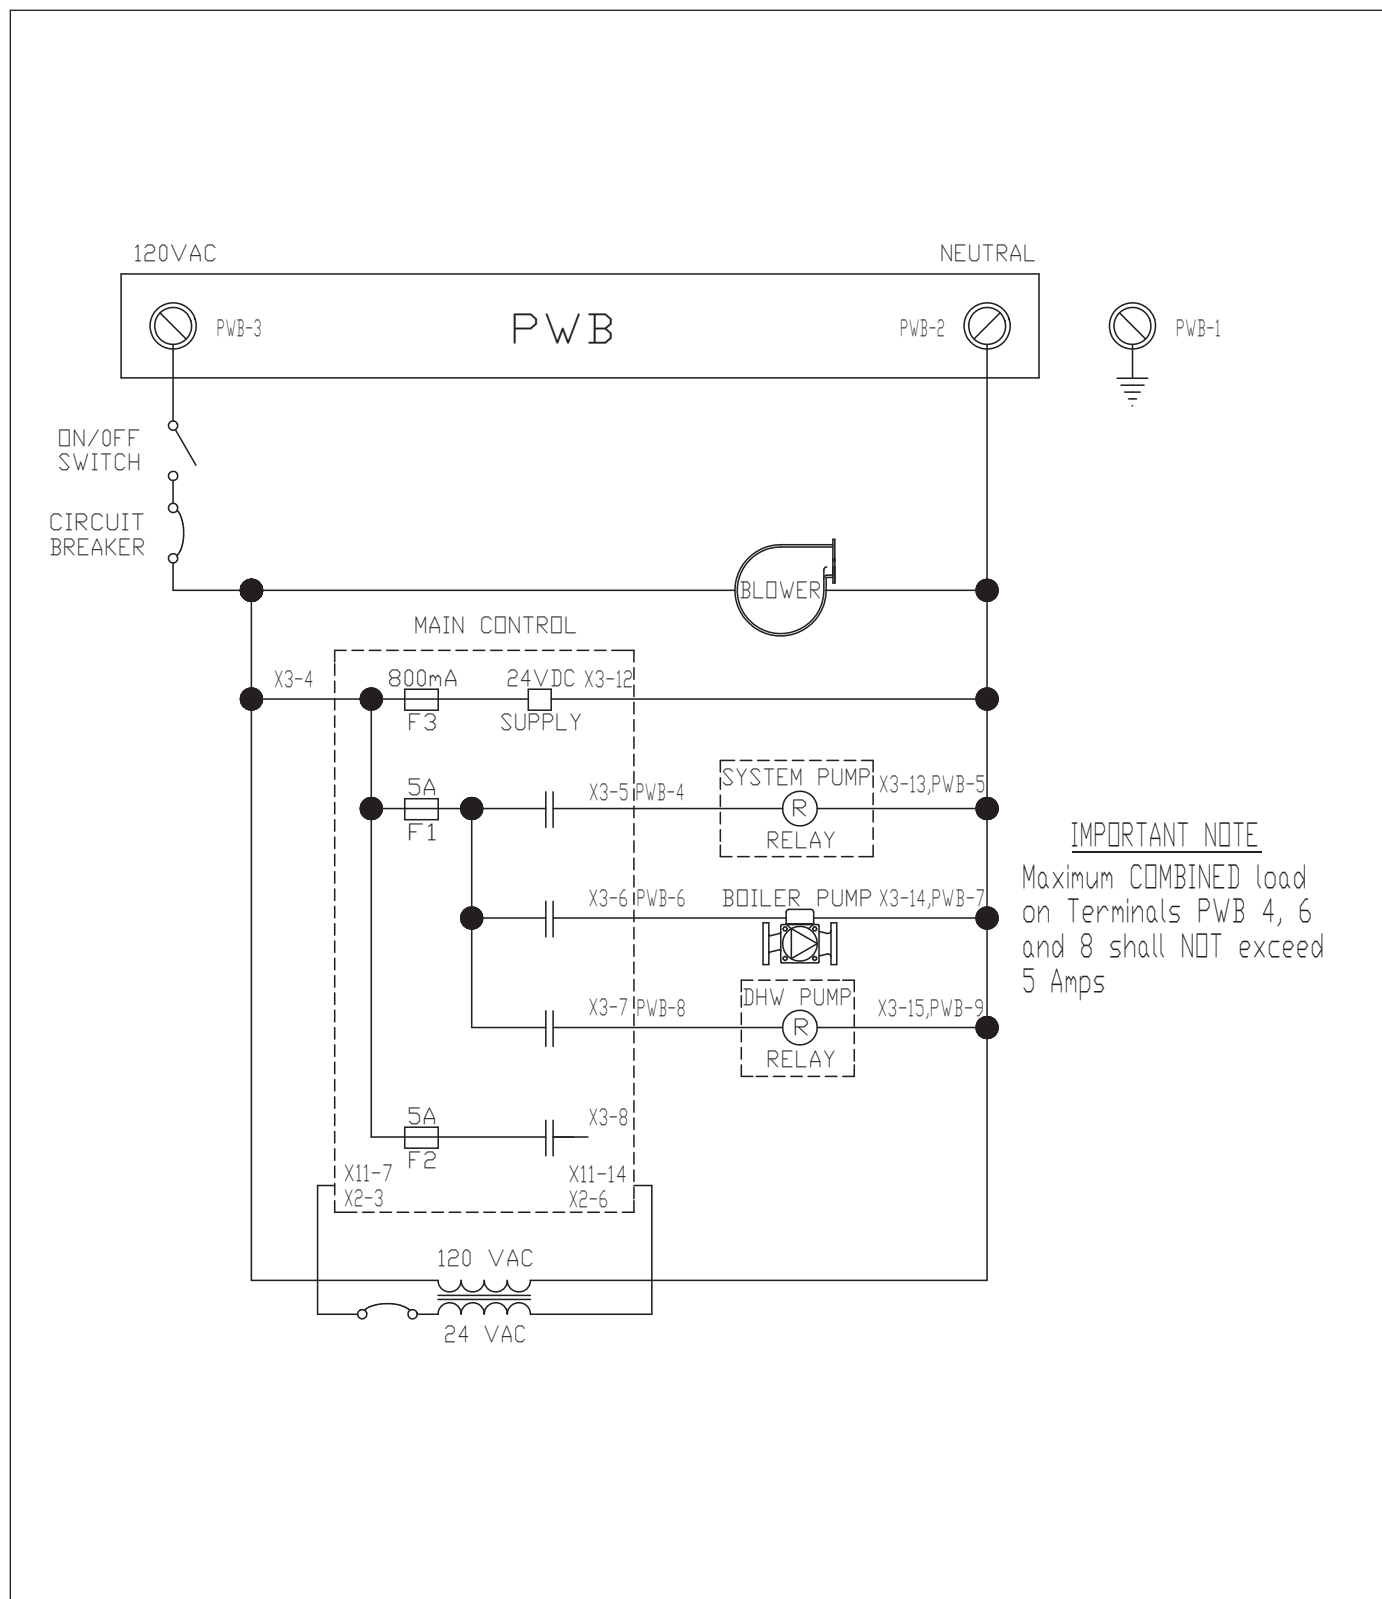 120VAC
NEUTRAL
PWB-3
PWB
PWB-2
PWB-1
ON/OFF
SWITCH
CIRCUIT
BREAKER
BLOWER
MAIN CONTROL
X3-4
800mA
24VDC
X3-12
F3
SUPPLY
5A
X3-5
PWB-4
SYSTEM PUMP
X3-13,PWB-5
F1
R
RELAY
IMPORTANT NOTE
Maximum COMBINED load
on Terminals PWB 4, 6
and 8 shall NOT exceed
5 Amps
X3-6
PWB-6
BOILER PUMP
X3-14,PWB-7
X3-7
PWB-8
DHW PUMP
X3-15,PWB-9
R
RELAY
5A
X3-8
F2
X11-7
X2-3
X11-14
X2-6
120 VAC
24 VAC